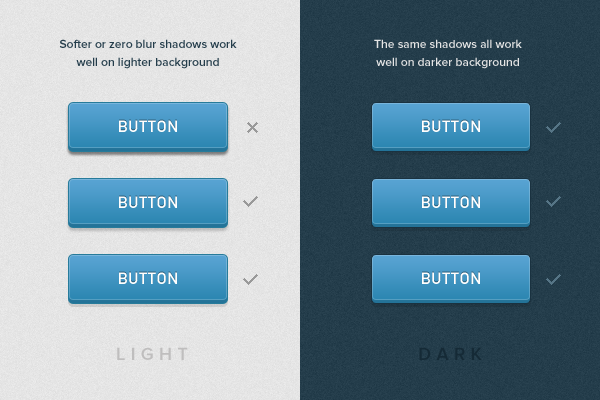 Softer or zero blur shadows work
well on lighter background
BUTTON
BUTTON
BUTTON
LIGHT
The same shadows all work
well on darker background
BUTTON
BUTTON
BUTTON
DARK